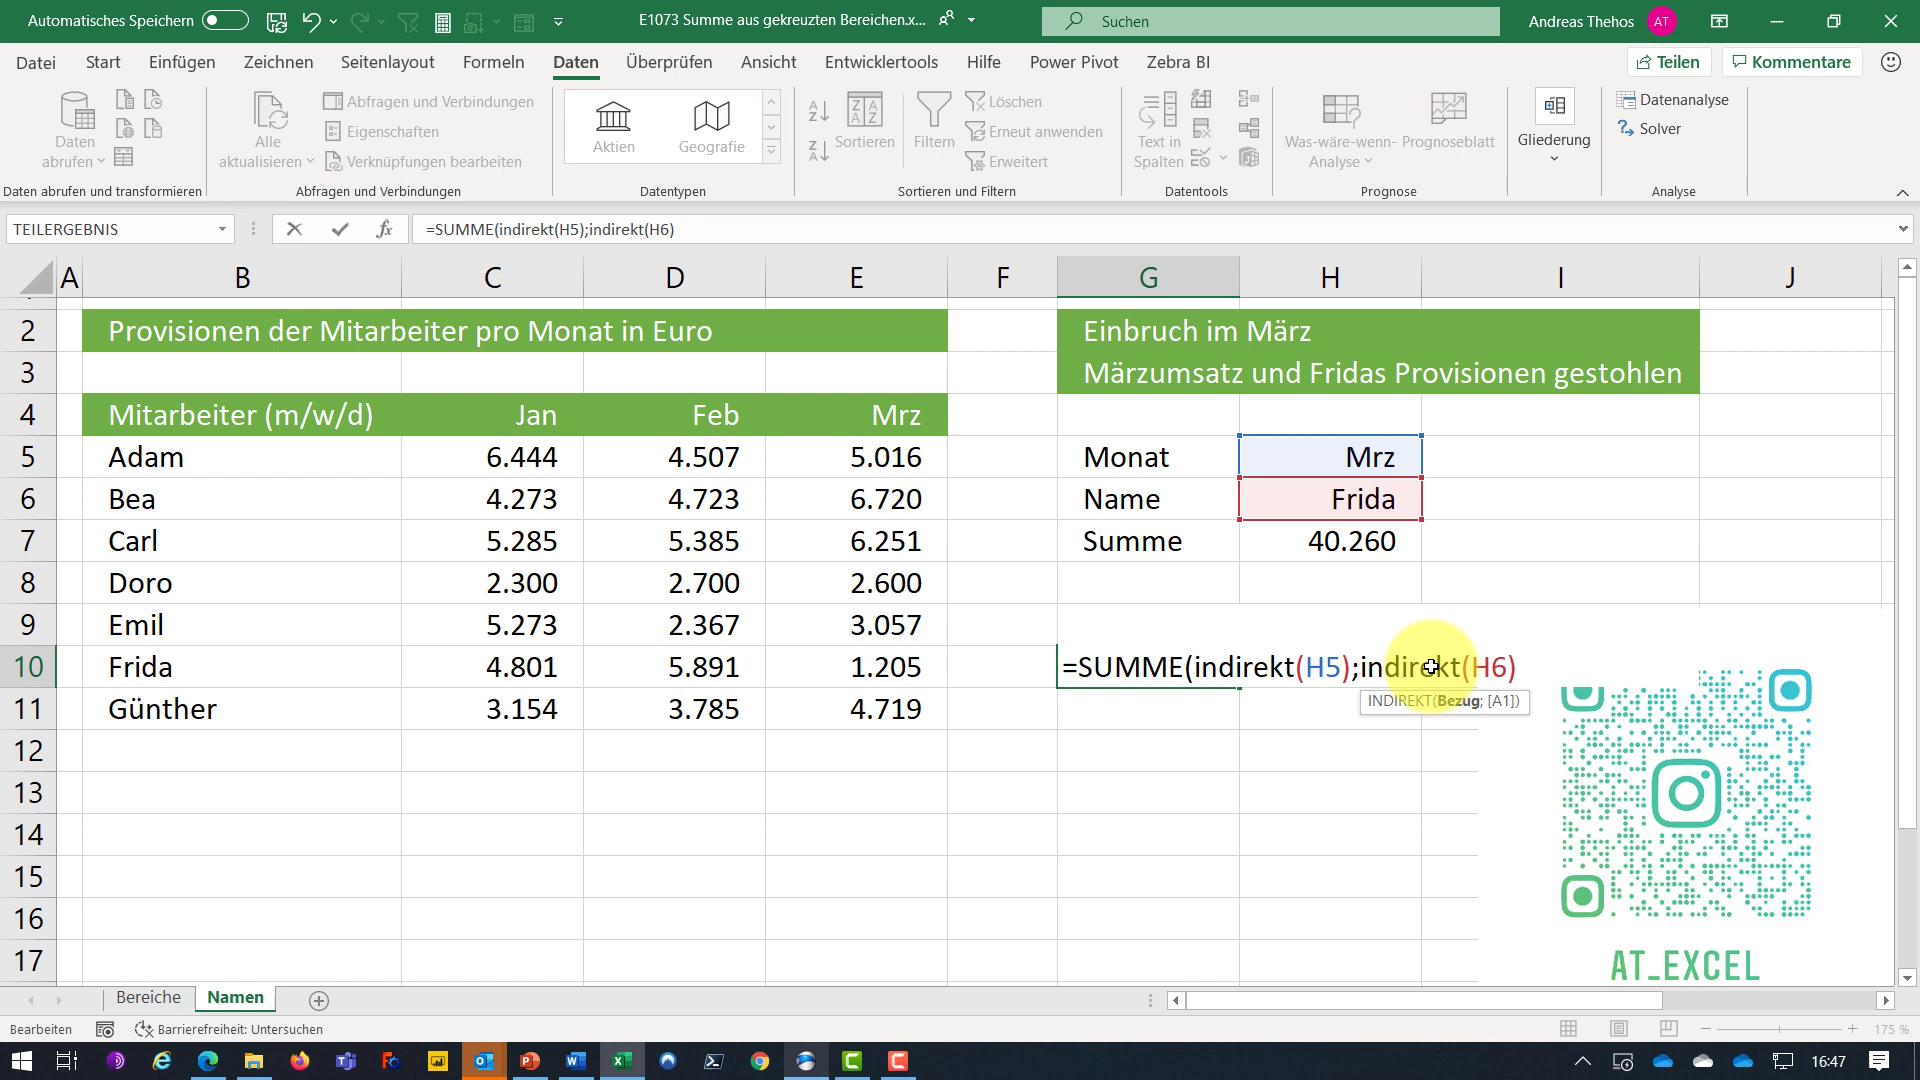 Automatisches Speichern
E1073 Summe aus gekreuzten Bereichen.x...
Suchen
Andreas Thehos
AT
Datei Start Einfügen Zeichnen Seitenlayout Formeln Daten Überprüfen Ansicht Entwicklertools Hilfe Power Pivot Zebra BI
Teilen
Kommentare
Daten
abrufen
Alle
aktualisieren
Abfragen und Verbindungen
Eigenschaften
Verknüpfungen bearbeiten
Aktien
Geografie
Sortieren
Filtern
Löschen
Erneut anwenden
Erweitert
Text in
Spalten
Was-wäre-wenn-
Analyse
Prognoseblatt
Gliederung
Datenanalyse
Solver
Daten abrufen und transformieren
Abfragen und Verbindungen
Datentypen
Sortieren und Filtern
Datentools
Prognose
Analyse
TEILERGEBNIS
fx
=SUMME(indirekt(H5);indirekt(H6)
A B C D E F G H I J
2 Provisionen der Mitarbeiter pro Monat in Euro Einbruch im März
3 Märzumsatz und Fridas Provisionen gestohlen
4 Mitarbeiter (m/w/d) Jan Feb Mrz
5 Adam 6.444 4.507 5.016 Monat Mrz
6 Bea 4.273 4.723 6.720 Name Frida
7 Carl 5.285 5.385 6.251 Summe 40.260
8 Doro 2.300 2.700 2.600
9 Emil 5.273 2.367 3.057
10 Frida 4.801 5.891 1.205 =SUMME(indirekt(H5);indirekt(H6)
INDIREKT(Bezug; [A1])
11 Günther 3.154 3.785 4.719
12
13
14
15
16
17
AT_EXCEL
Bereiche
Namen
Bearbeiten
Barrierefreiheit: Untersuchen
175 %
16:47